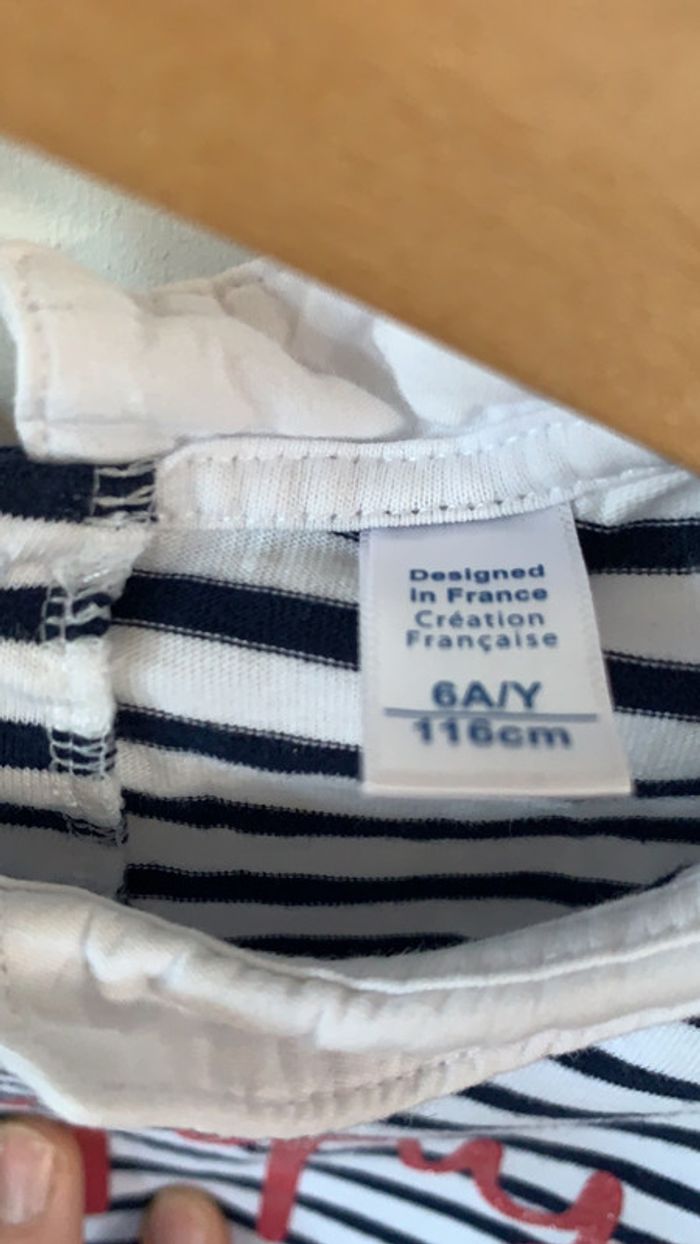 Designed
in France
Création
Française
6A/Y
116cm